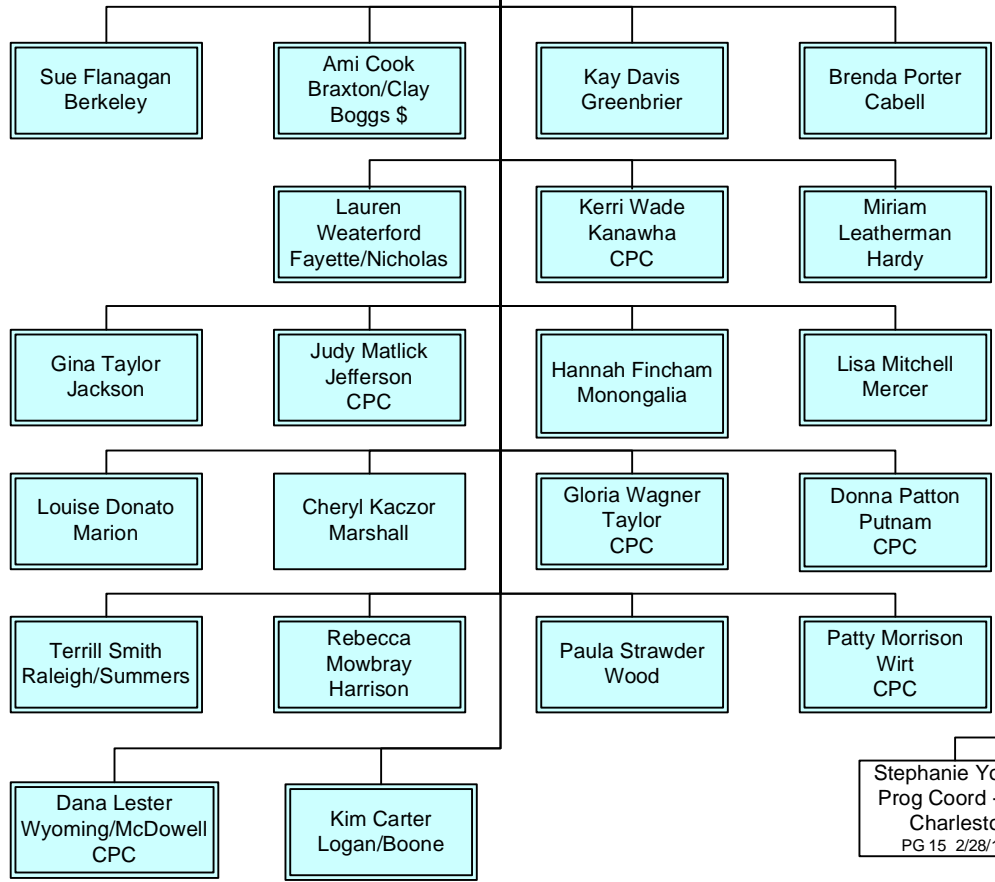 Sue Flanagan
Berkeley
Ami Cook
Braxton/Clay
Boggs $
Kay Davis
Greenbrier
Brenda Porter
Cabell
Lauren
Weaterford
Fayette/Nicholas
Kerri Wade
Kanawha
CPC
Miriam
Leatherman
Hardy
Gina Taylor
Jackson
Judy Matlick
Jefferson
CPC
Hannah Fincham
Monongalia
Lisa Mitchell
Mercer
Louise Donato
Marion
Cheryl Kaczor
Marshall
Gloria Wagner
Taylor
CPC
Donna Patton
Putnam
CPC
Terrill Smith
Raleigh/Summers
Rebecca
Mowbray
Harrison
Paula Strawder
Wood
Patty Morrison
Wirt
CPC
Dana Lester
Wyoming/McDowell
CPC
Kim Carter
Logan/Boone
Stephanie
Prog Coord
PG 15